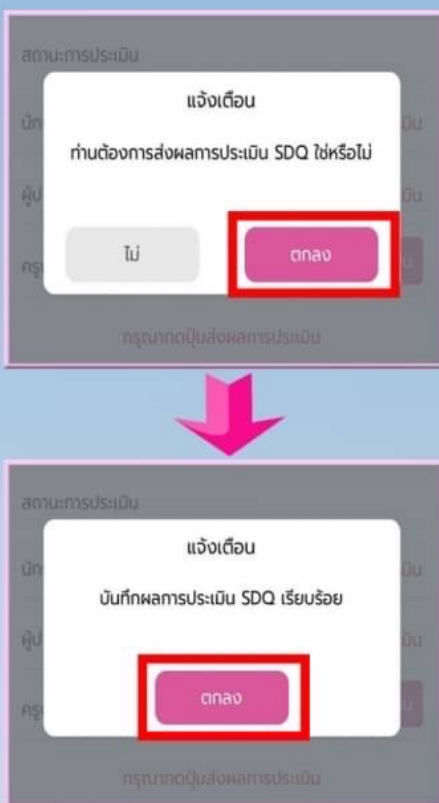 สถานะการประเมิน
แจ้งเตือน
ท่านต้องการส่งผลการประเมิน SDQ ใช่หรือไม่
ไม่
ตกลง
กรุณากดปุ่มส่งผลการประเมิน
สถานะการประเมิน
แจ้งเตือน
บันทึกผลการประเมิน SDQ เรียบร้อย
ตกลง
กรุณากดปุ่มส่งผลการประเมิน